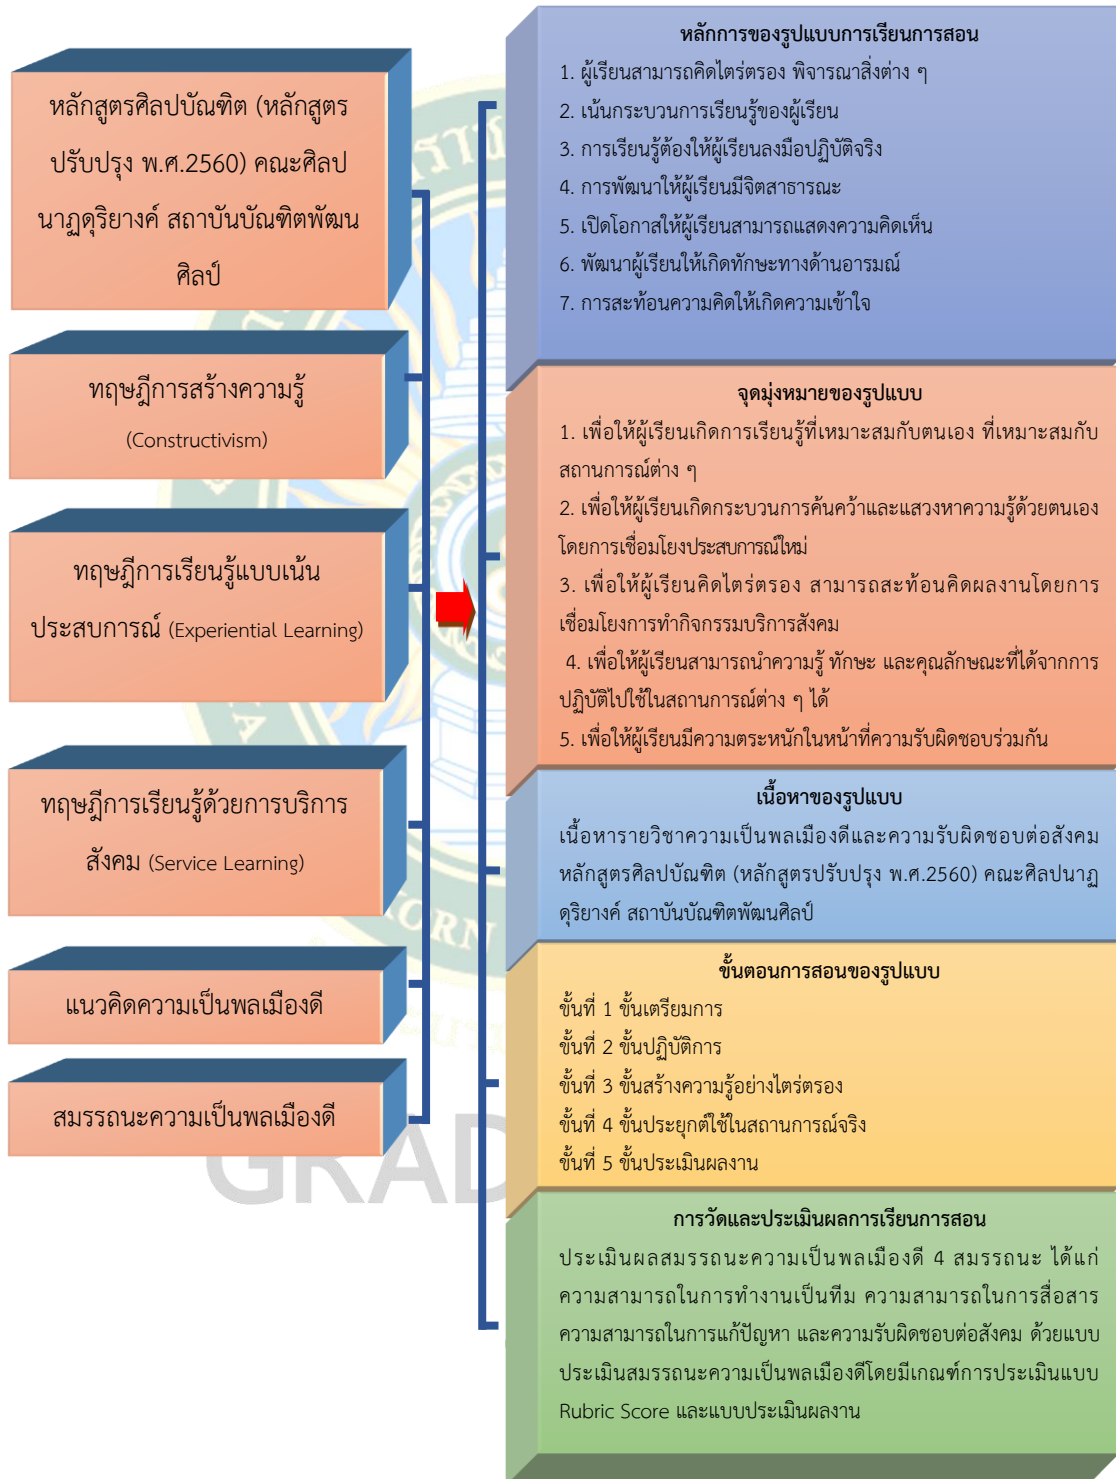 หลักสูตรศิลปบัณฑิต (หลักสูตร
ปรับปรุง พ.ศ.2560) คณะศิลป
นาฏดุริยางค์ สถาบันบัณฑิตพัฒน
ศิลป์
ทฤษฎีการสร้างความรู้
(Constructivism)
ทฤษฎีการเรียนรู้แบบเน้น
ประสบการณ์ (Experiential Learning)
ทฤษฎีการเรียนรู้ด้วยการบริการ
สังคม (Service Learning)
แนวคิดความเป็นพลเมืองดี
สมรรถนะความเป็นพลเมืองดี
หลักการของรูปแบบการเรียนการสอน
1. ผู้เรียนสามารถคิดไตร่ตรอง พิจารณาสิ่งต่าง ๆ
2. เน้นกระบวนการเรียนรู้ของผู้เรียน
3. การเรียนรู้ต้องให้ผู้เรียนลงมือปฏิบัติจริง
4. การพัฒนาให้ผู้เรียนมีจิตสาธารณะ
5. เปิดโอกาสให้ผู้เรียนสามารถแสดงความคิดเห็น
6. พัฒนาผู้เรียนให้เกิดทักษะทางด้านอารมณ์
7. การสะท้อนความคิดให้เกิดความเข้าใจ
จุดมุ่งหมายของรูปแบบ
1. เพื่อให้ผู้เรียนเกิดการเรียนรู้ที่เหมาะสมกับตนเอง ที่เหมาะสมกับ
สถานการณ์ต่าง ๆ
2. เพื่อให้ผู้เรียนเกิดกระบวนการค้นคว้าและแสวงหาความรู้ด้วยตนเอง
โดยการเชื่อมโยงประสบการณ์ใหม่
3. เพื่อให้ผู้เรียนคิดไตร่ตรอง สามารถสะท้อนคิดผลงานโดยการ
เชื่อมโยงการทำกิจกรรมบริการสังคม
4. เพื่อให้ผู้เรียนสามารถนำความรู้ ทักษะ และคุณลักษณะที่ได้จากการ
ปฏิบัติไปใช้ในสถานการณ์ต่าง ๆ ได้
5. เพื่อให้ผู้เรียนมีความตระหนักในหน้าที่ความรับผิดชอบร่วมกัน
เนื้อหาของรูปแบบ
เนื้อหารายวิชาความเป็นพลเมืองดีและความรับผิดชอบต่อสังคม
หลักสูตรศิลปบัณฑิต (หลักสูตรปรับปรุง พ.ศ.2560) คณะศิลปนาฏ
ดุริยางค์ สถาบันบัณฑิตพัฒนศิลป์
ขั้นตอนการสอนของรูปแบบ
ขั้นที่ 1 ขั้นเตรียมการ
ขั้นที่ 2 ขั้นปฏิบัติการ
ขั้นที่ 3 ขั้นสร้างความรู้อย่างไตร่ตรอง
ขั้นที่ 4 ขั้นประยุกต์ใช้ในสถานการณ์จริง
ขั้นที่ 5 ขั้นประเมินผลงาน
การวัดและประเมินผลการเรียนการสอน
ประเมินผลสมรรถนะความเป็นพลเมืองดี 4 สมรรถนะ ได้แก่
ความสามารถในการทำงานเป็นทีม ความสามารถในการสื่อสาร
ความสามารถในการแก้ปัญหา และความรับผิดชอบต่อสังคม ด้วยแบบ
ประเมินสมรรถนะความเป็นพลเมืองดีโดยมีเกณฑ์การประเมินแบบ
Rubric Score และแบบประเมินผลงาน